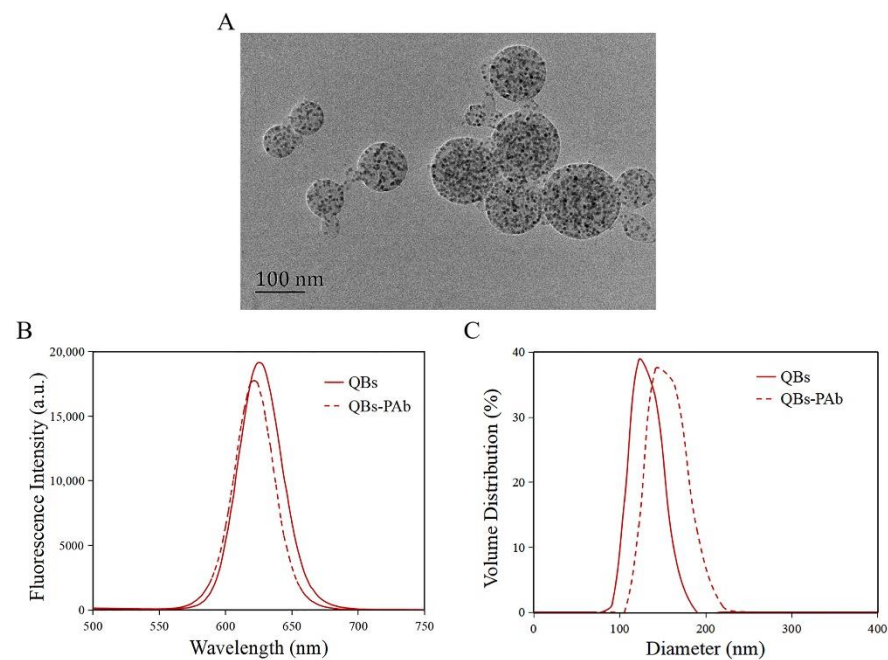 A
100 nm
B
20,000
15,000
10,000
5000
0
500
550
600
650
700
750
Fluorescence Intensity (a.u.)
Wavelength (nm)
QBs
QBs-PAb
C
40
30
20
10
0
0
100
200
300
400
Volume Distribution (%)
Diameter (nm)
QBs
QBs-PAb